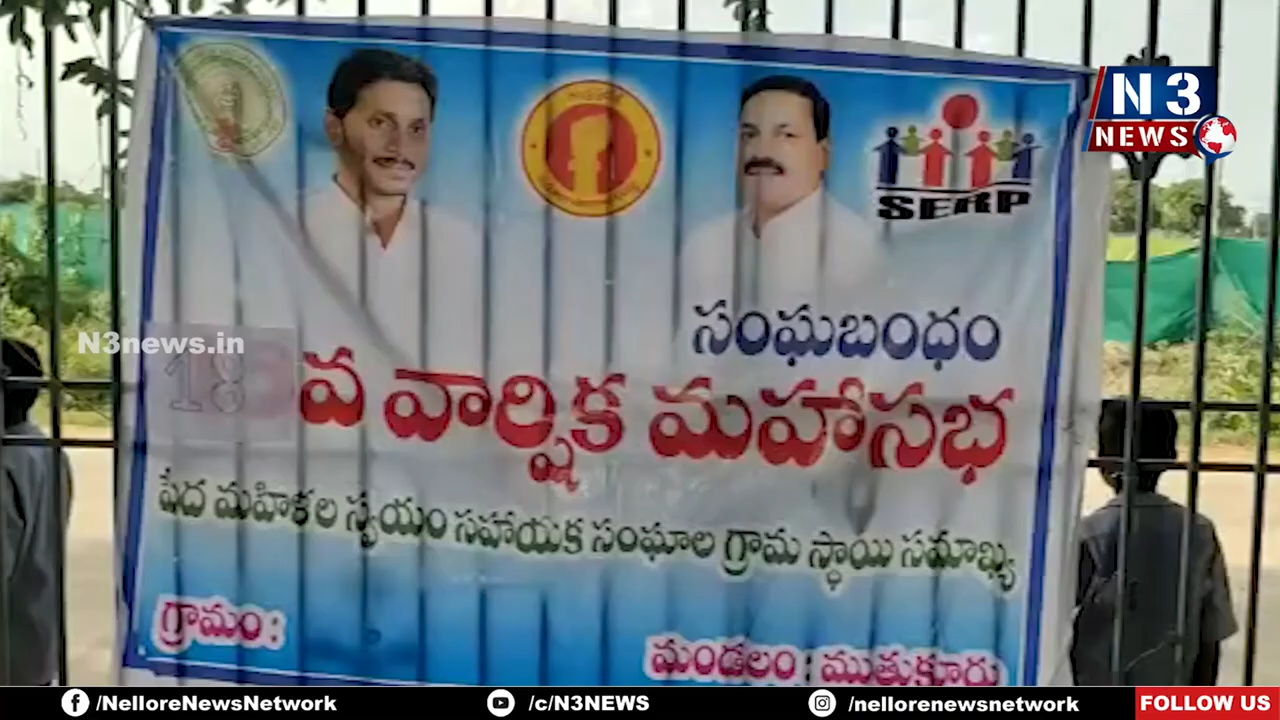 N3
NEWS
SERP
సంఘబంధం
N3news.in
18 వ వార్షిక మహాసభ
పేద మహిళల స్వయం సహాయక సంఘాల గ్రామ స్థాయి సమాఖ్య
గ్రామం :
మండలం : ముత్తుకూరు
/NelloreNewsNetwork
/c/N3NEWS
/nellorenewsnetwork
FOLLOW US